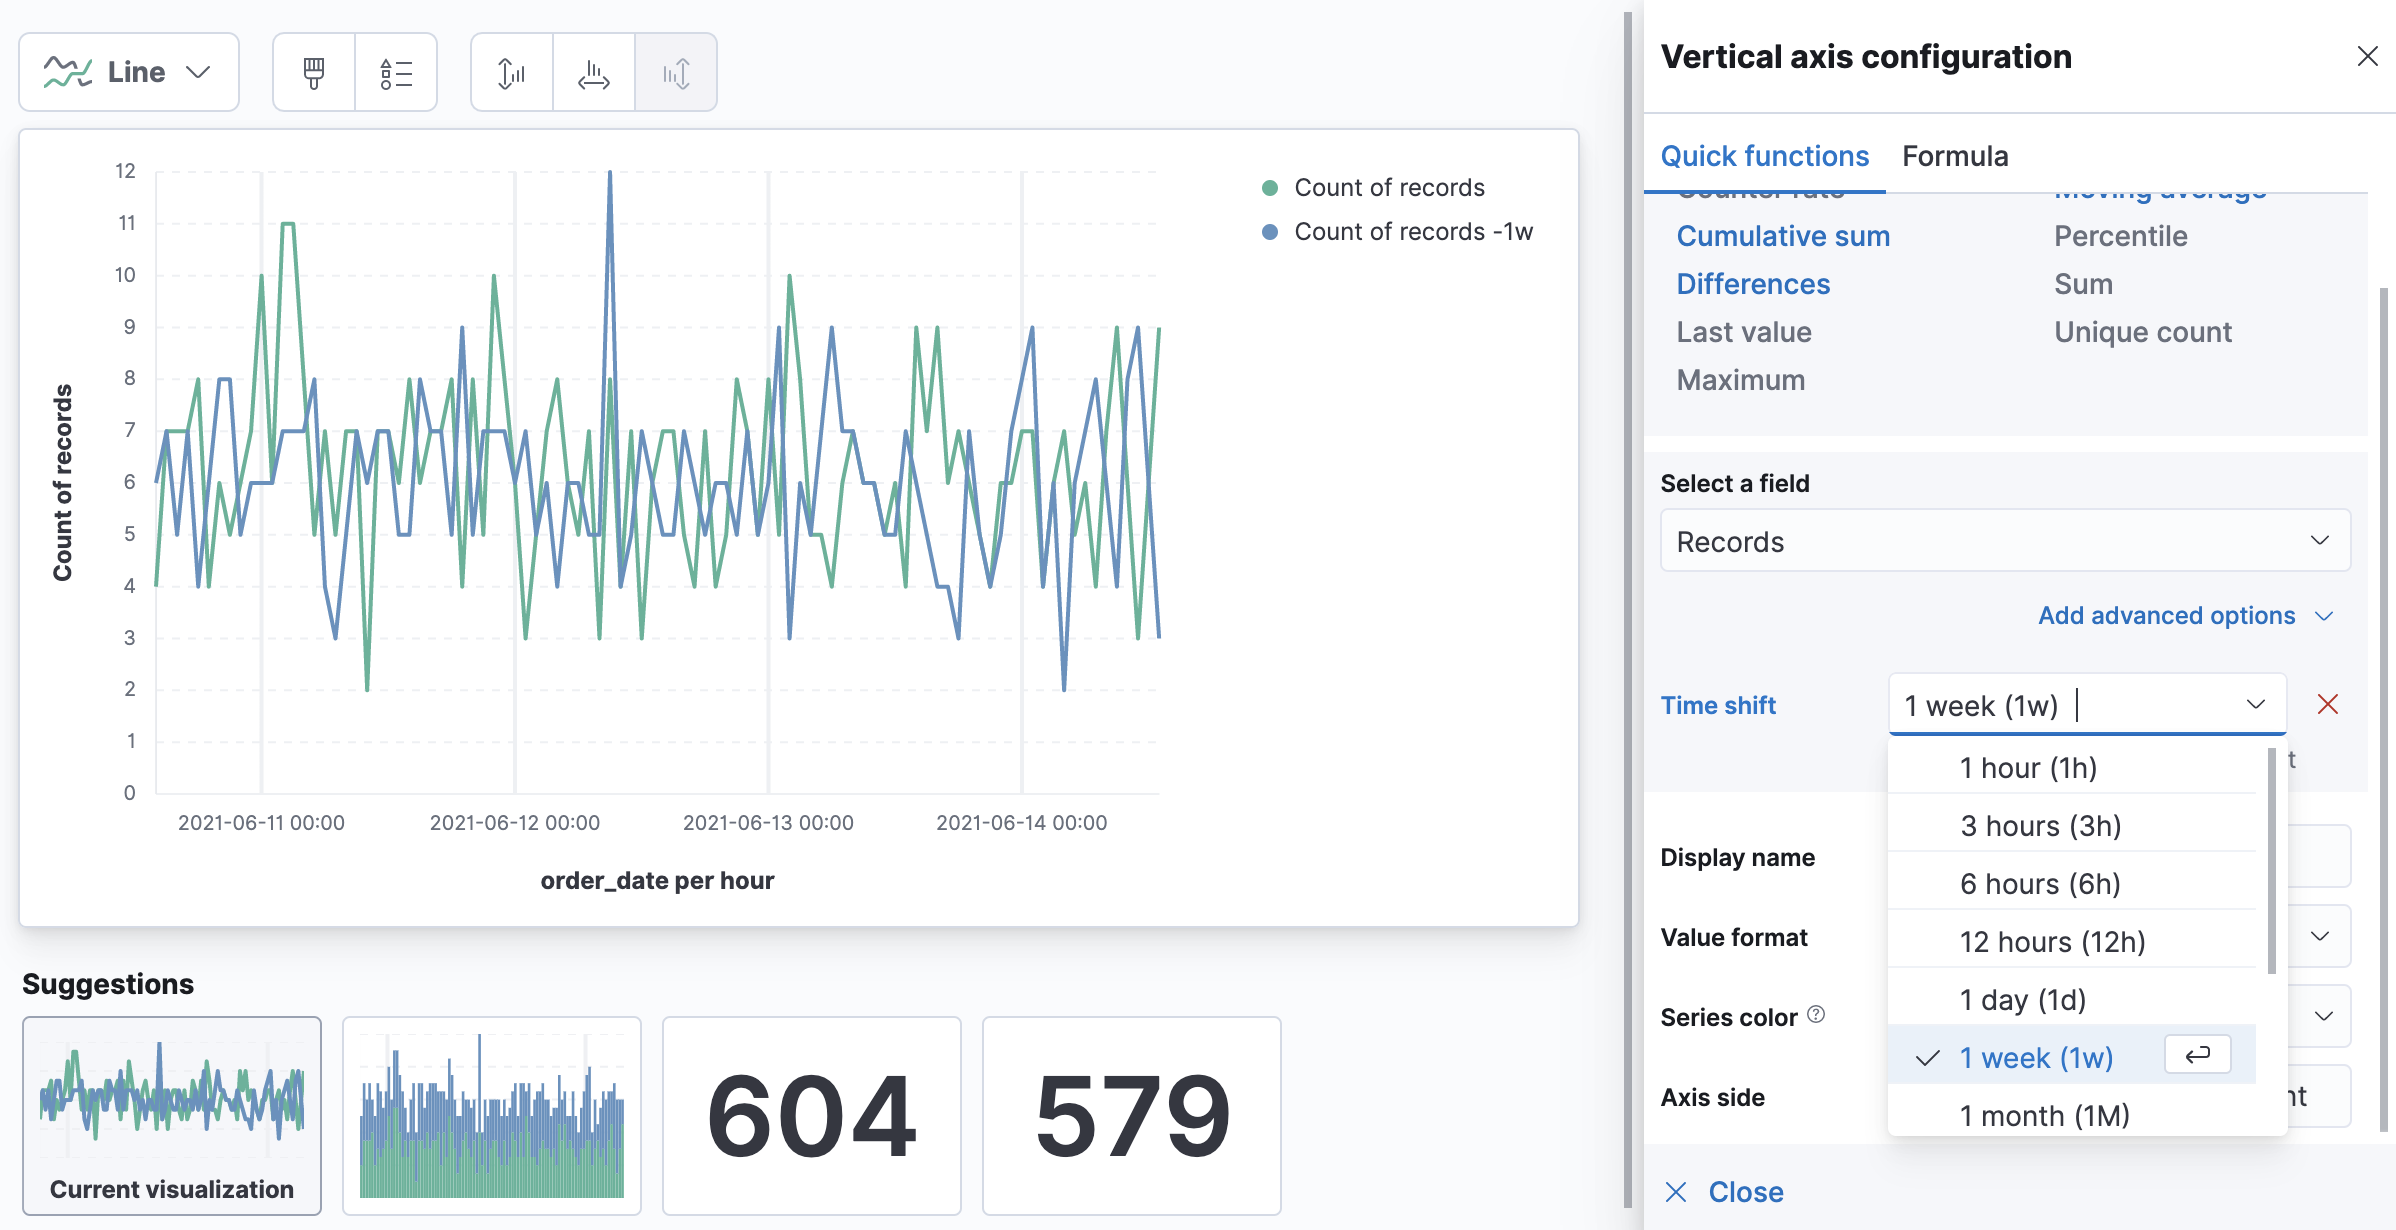 Line
12
11
10
9
8
7
6
5
4
3
2
1
0
Count of records
2021-06-11 00:00
2021-06-12 00:00
2021-06-13 00:00
2021-06-14 00:00
order_date per hour
Count of records
Count of records -1w
Suggestions
Current visualization
604
579
Vertical axis configuration
Quick functions
Formula
Counter rate
Moving average
Cumulative sum
Percentile
Differences
Sum
Last value
Unique count
Maximum
Select a field
Records
Add advanced options
Time shift
1 week (1w)
1 hour (1h)
3 hours (3h)
6 hours (6h)
12 hours (12h)
1 day (1d)
1 week (1w)
1 month (1M)
Display name
Value format
Series color
Axis side
Close